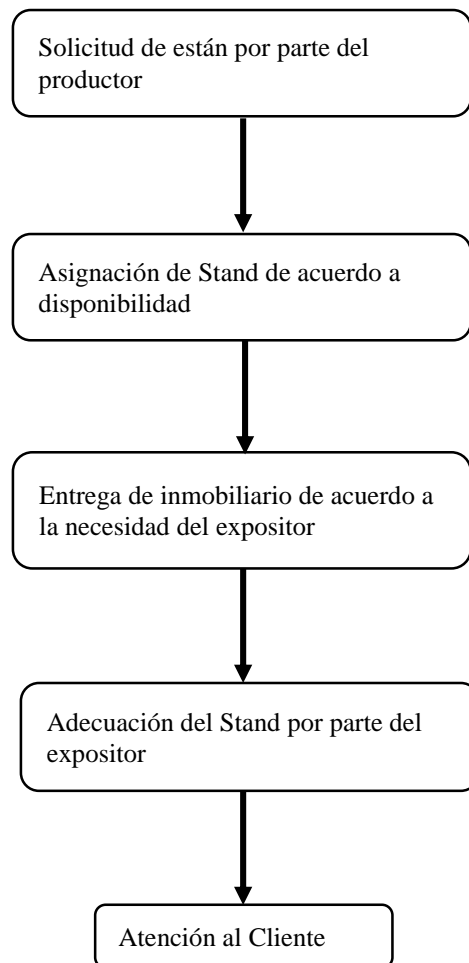 Solicitud de están por parte del
productor
Asignación de Stand de acuerdo a
disponibilidad
Entrega de inmobiliario de acuerdo a
la necesidad del expositor
Adecuación del Stand por parte del
expositor
Atención al Cliente